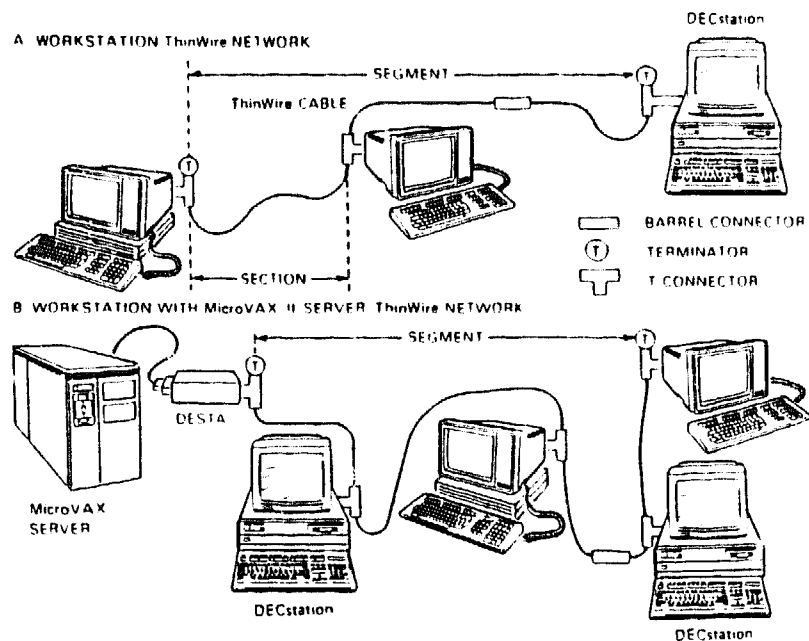 DECstation
A WORKSTATION ThinWire NETWORK
SEGMENT
T
ThinWire CABLE
T
BARREL CONNECTOR
T TERMINATOR
T CONNECTOR
SECTION
B WORKSTATION WITH MicroVAX II SERVER ThinWire NETWORK
SEGMENT
T
T
DESTA
MicroVAX
SERVER
DECstation
DECstation